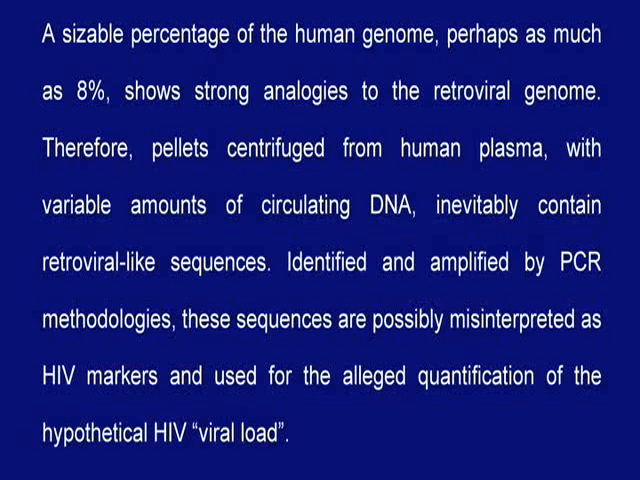 A sizable percentage of the human genome, perhaps as much
as 8%, shows strong analogies to the retroviral genome.
Therefore, pellets centrifuged from human plasma, with
variable amounts of circulating DNA, inevitably contain
retroviral-like sequences. Identified and amplified by PCR
methodologies, these sequences are possibly misinterpreted as
HIV markers and used for the alleged quantification of the
hypothetical HIV “viral load”.